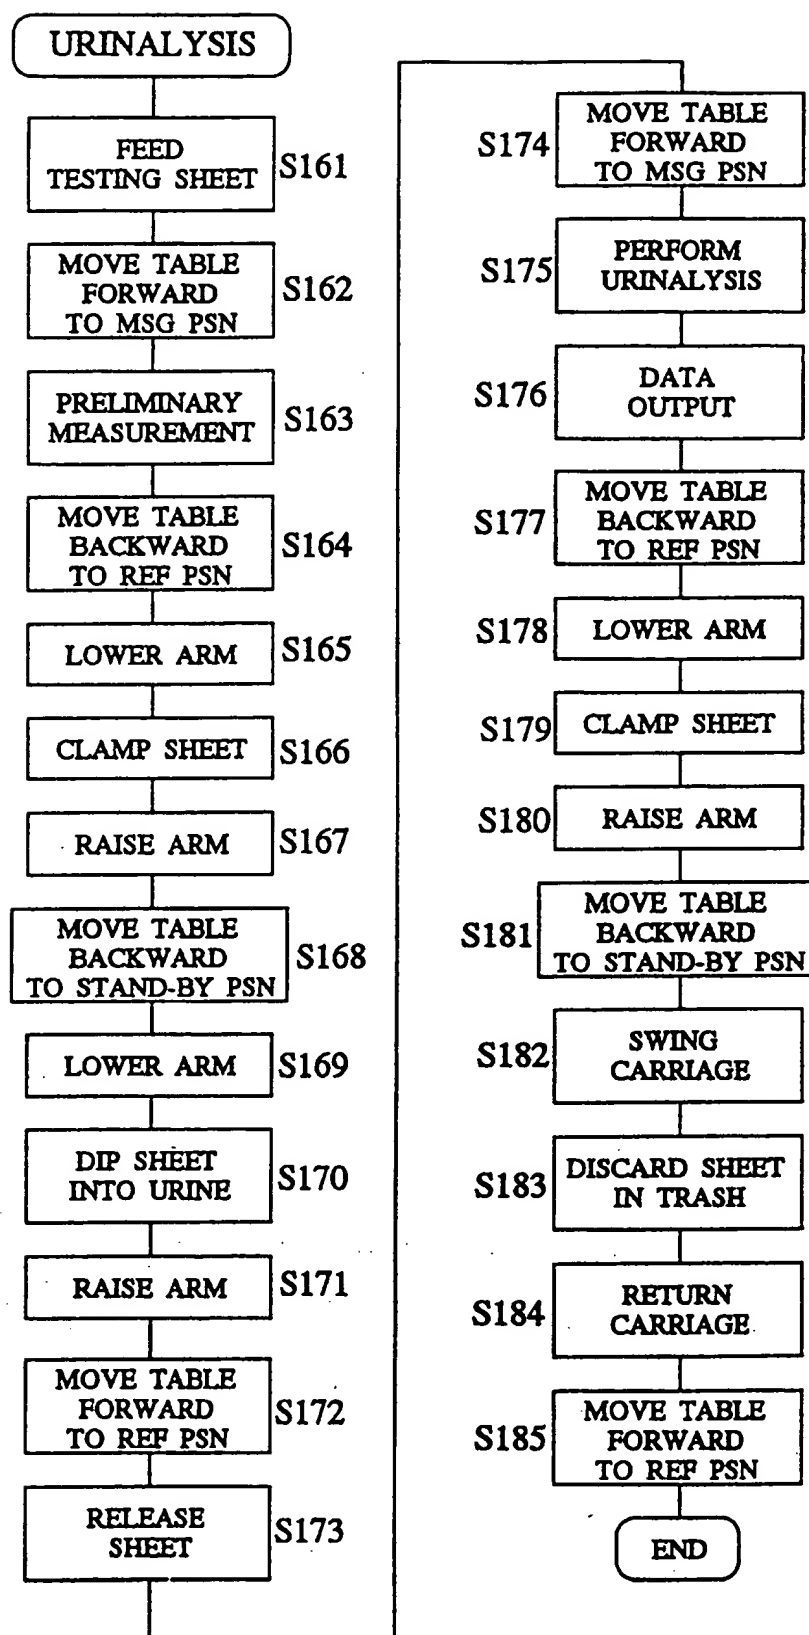 URINALYSIS
FEED
TESTING SHEET
S161
MOVE TABLE
FORWARD
TO MSG PSN
S162
PRELIMINARY
MEASUREMENT
S163
MOVE TABLE
BACKWARD
TO REF PSN
S164
LOWER ARM
S165
CLAMP SHEET
S166
RAISE ARM
S167
MOVE TABLE
BACKWARD
TO STAND-BY PSN
S168
LOWER ARM
S169
DIP SHEET
INTO URINE
S170
RAISE ARM
S171
MOVE TABLE
FORWARD
TO REF PSN
S172
RELEASE
SHEET
S173
S174
MOVE TABLE
FORWARD
TO MSG PSN
S175
PERFORM
URINALYSIS
S176
DATA
OUTPUT
S177
MOVE TABLE
BACKWARD
TO REF PSN
S178
LOWER ARM
S179
CLAMP SHEET
S180
RAISE ARM
S181
MOVE TABLE
BACKWARD
TO STAND-BY PSN
S182
SWING
CARRIAGE
S183
DISCARD SHEET
IN TRASH
S184
RETURN
CARRIAGE
S185
MOVE TABLE
FORWARD
TO REF PSN
END